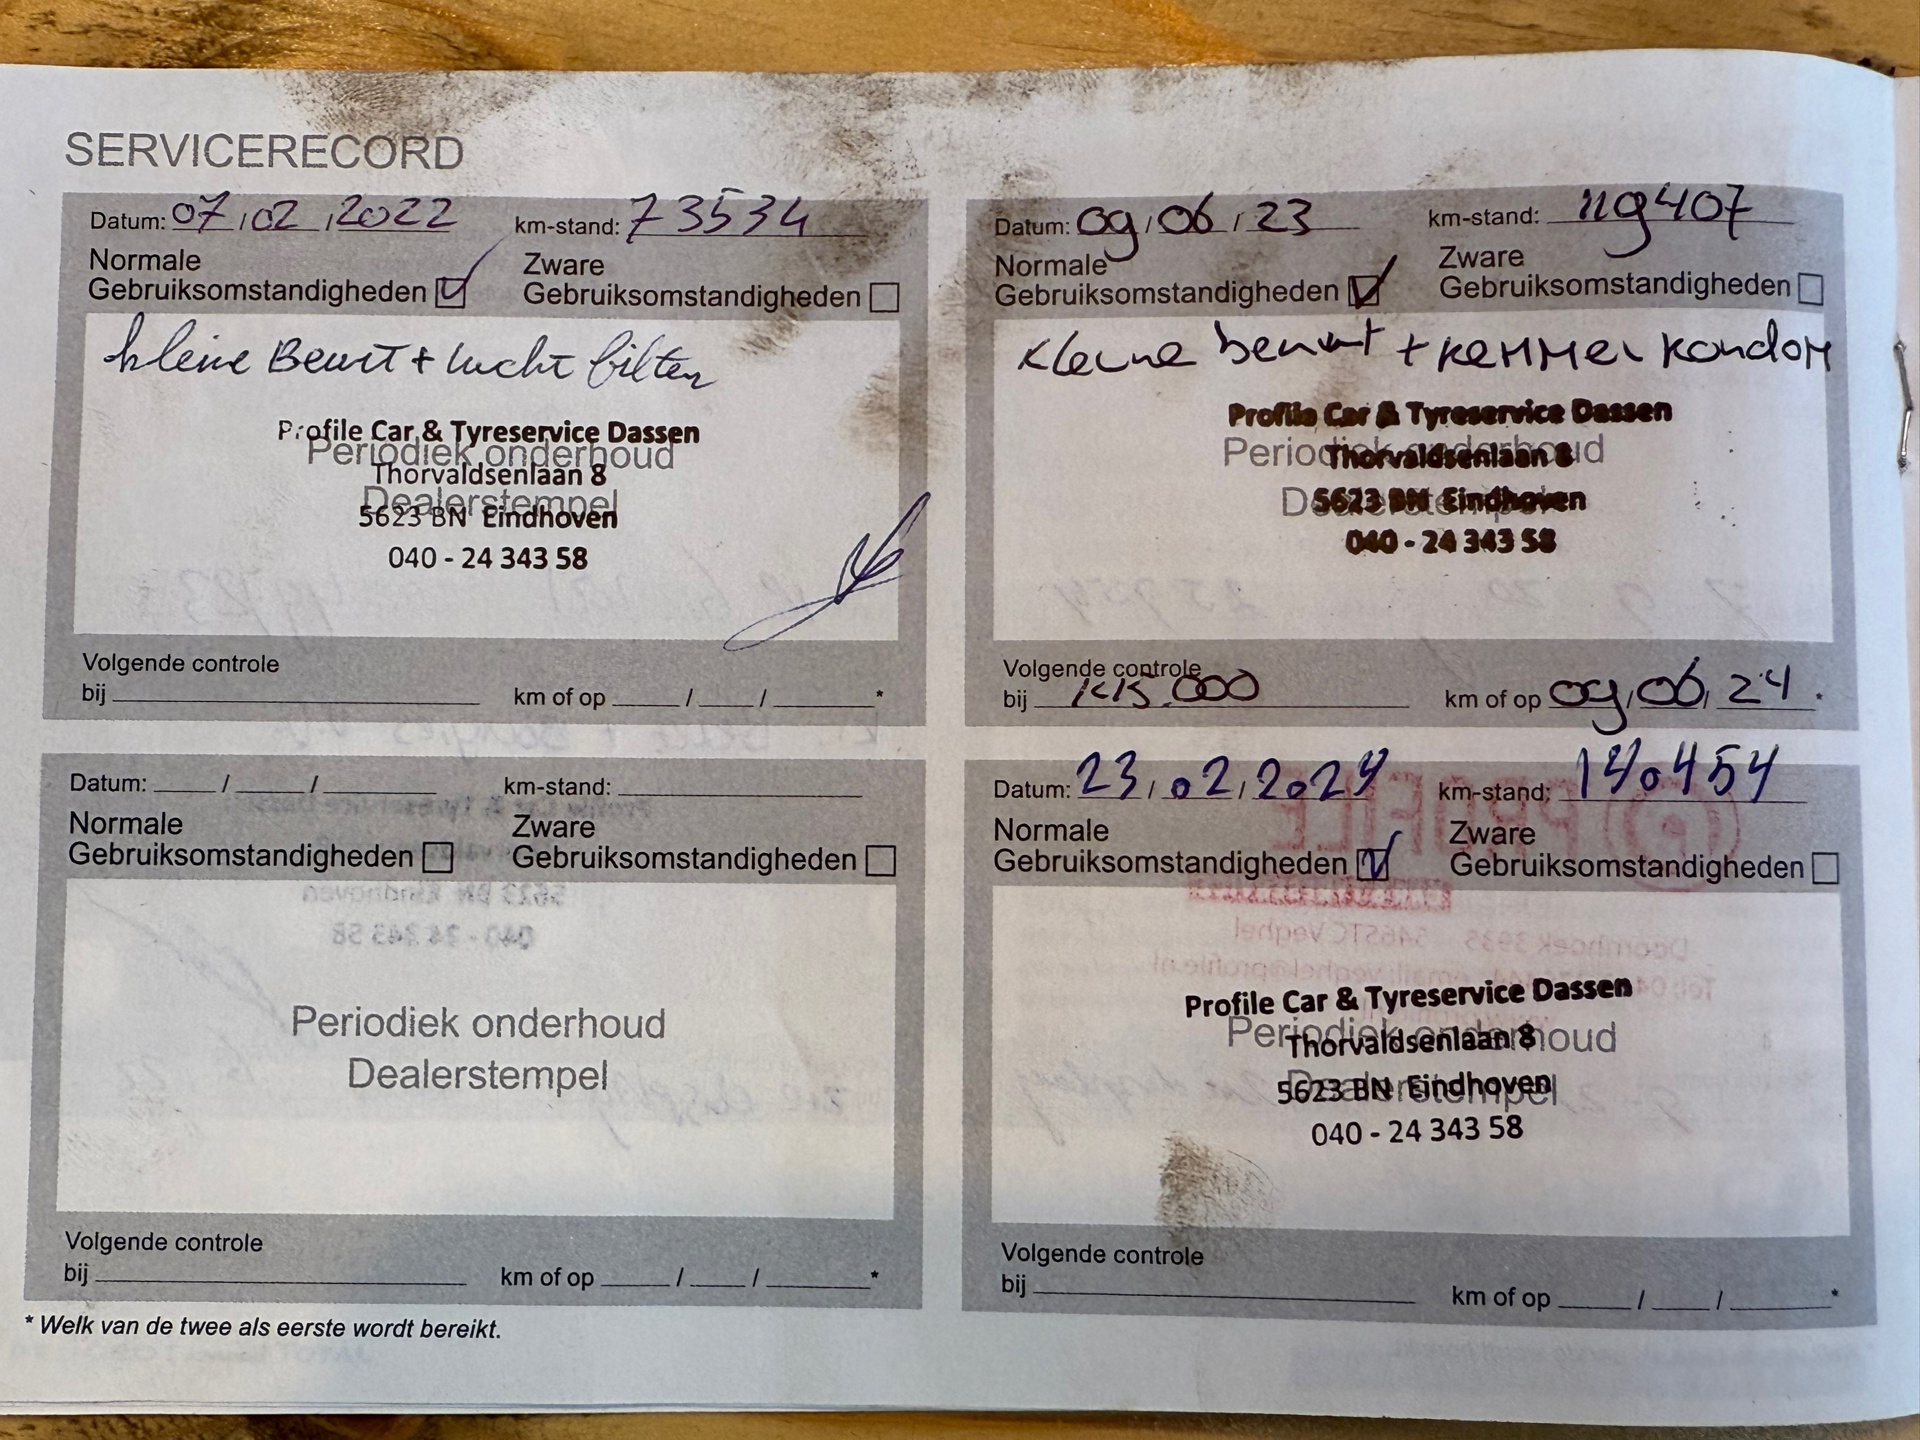 SERVICERECORD
Datum: 07 / 02 / 2022 km-stand: 73534
Normale
Gebruiksomstandigheden
Zware
Gebruiksomstandigheden
kleine Beurt + lucht filter
Profile Car & Tyreservice Dassen
Periodiek onderhoud
Thorvaldsenlaan 8
Dealerstempel
5623 BN Eindhoven
040 - 24 343 58
Volgende controle
bij km of op / / *
Datum: 09 / 06 / 23 km-stand: 119407
Normale
Gebruiksomstandigheden
Zware
Gebruiksomstandigheden
kleine beurt +
Profile Car & Tyreservice Dassen
Periodiek onderhoud
Thorvaldsenlaan 8
Dealerstempel
5623 BN Eindhoven
040 - 24 343 58
Volgende controle
bij km of op 09 / 06 / 24 *
Datum: / / km-stand:
Normale
Gebruiksomstandigheden
Zware
Gebruiksomstandigheden
Periodiek onderhoud
Dealerstempel
Volgende controle
bij km of op / / *
Datum: 23 / 02 / 2024 km-stand: 140454
Normale
Gebruiksomstandigheden
Zware
Gebruiksomstandigheden
Profile Car & Tyreservice Dassen
Periodiek onderhoud
Thorvaldsenlaan 8
Dealerstempel
5623 BN Eindhoven
040 - 24 343 58
Volgende controle
bij km of op / / *
* Welk van de twee als eerste wordt bereikt.